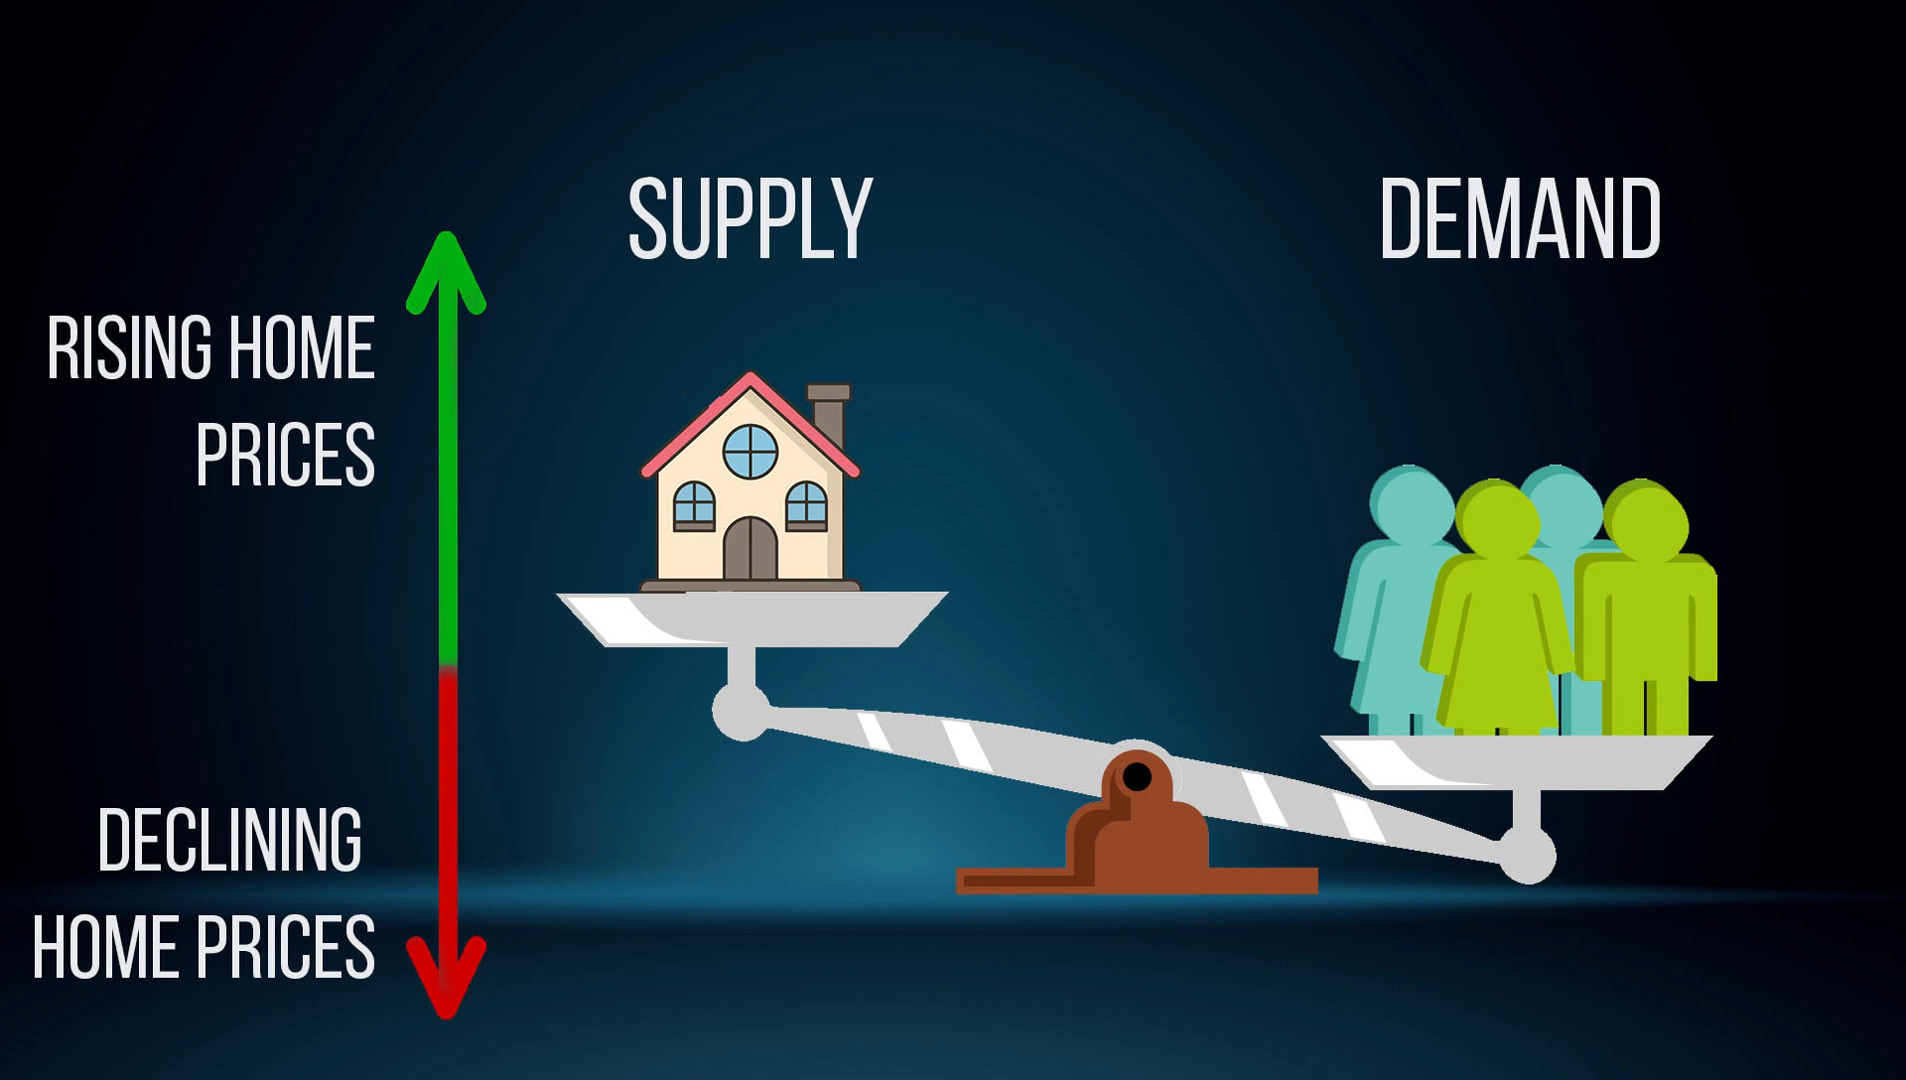 SUPPLY
DEMAND
RISING HOME
PRICES
DECLINING
HOME PRICES